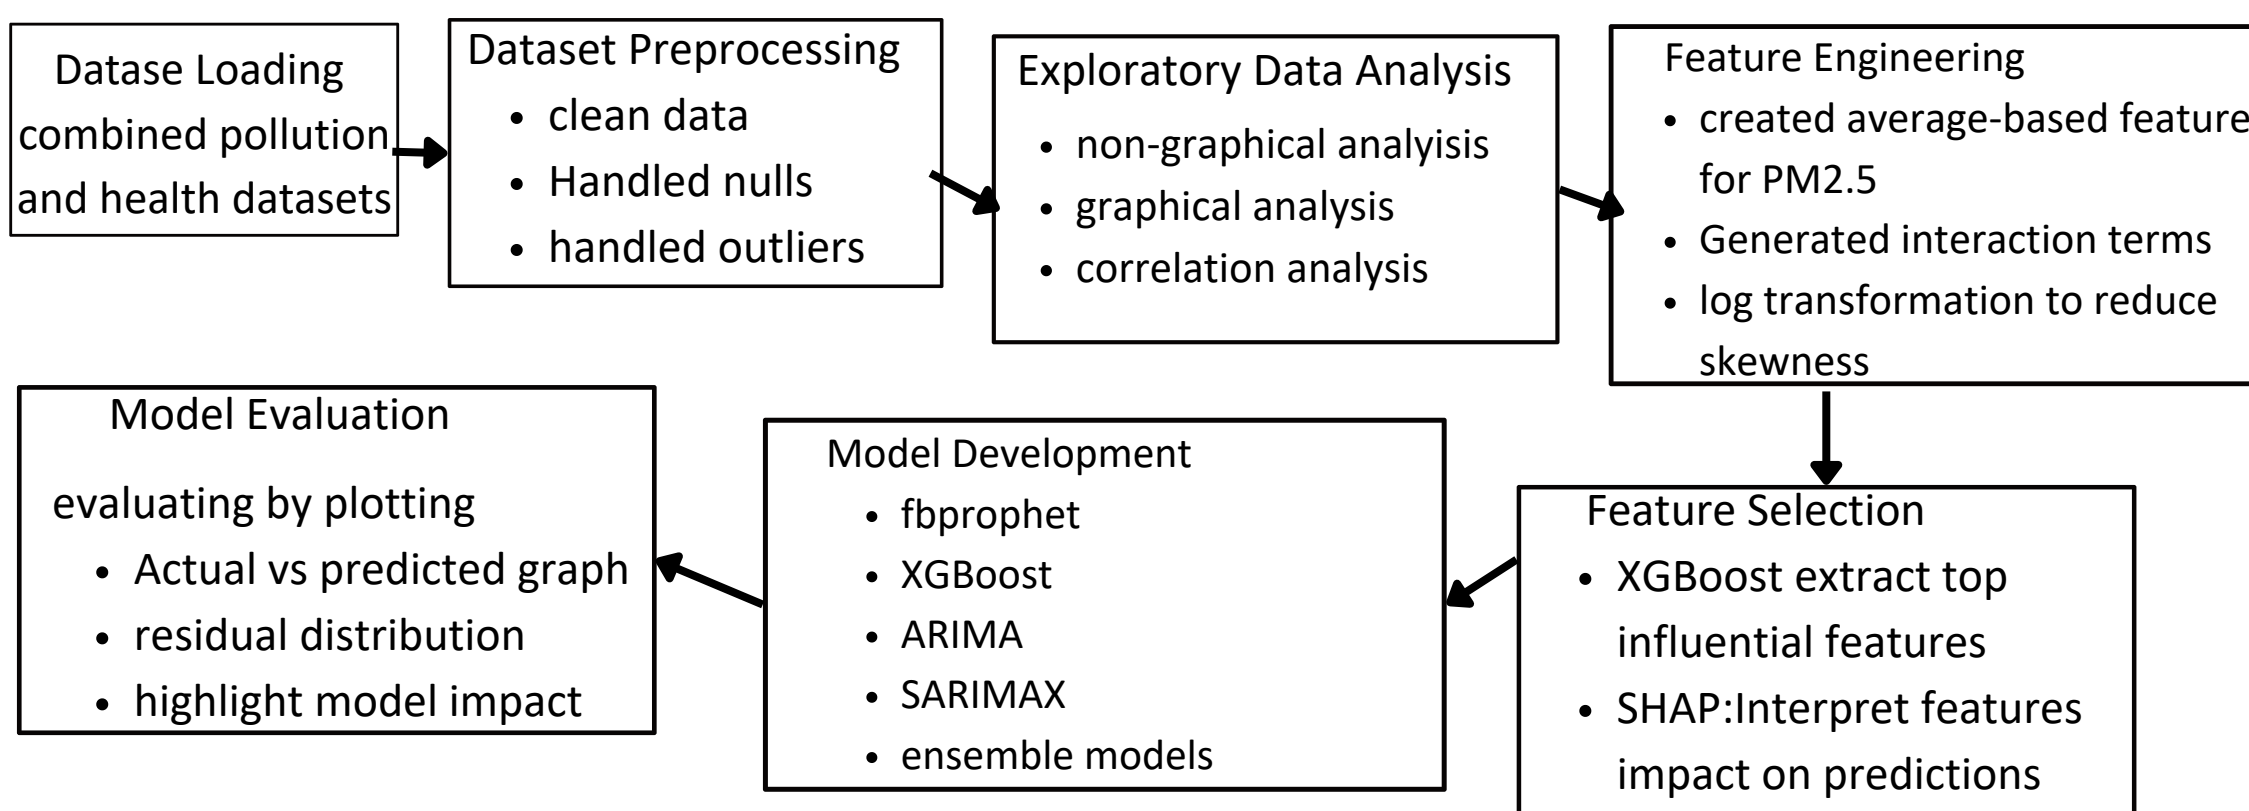 Datase Loading
combined pollution
and health datasets
Dataset Preprocessing
• clean data
• Handled nulls
• handled outliers
Exploratory Data Analysis
• non-graphical analyisis
• graphical analysis
• correlation analysis
Feature Engineering
• created average-based feature
for PM2.5
• Generated interaction terms
• log transformation to reduce
skewness
Feature Selection
• XGBoost extract top
influential features
• SHAP:Interpret features
impact on predictions
Model Development
• fbprophet
• XGBoost
• ARIMA
• SARIMAX
• ensemble models
Model Evaluation
evaluating by plotting
• Actual vs predicted graph
• residual distribution
• highlight model impact